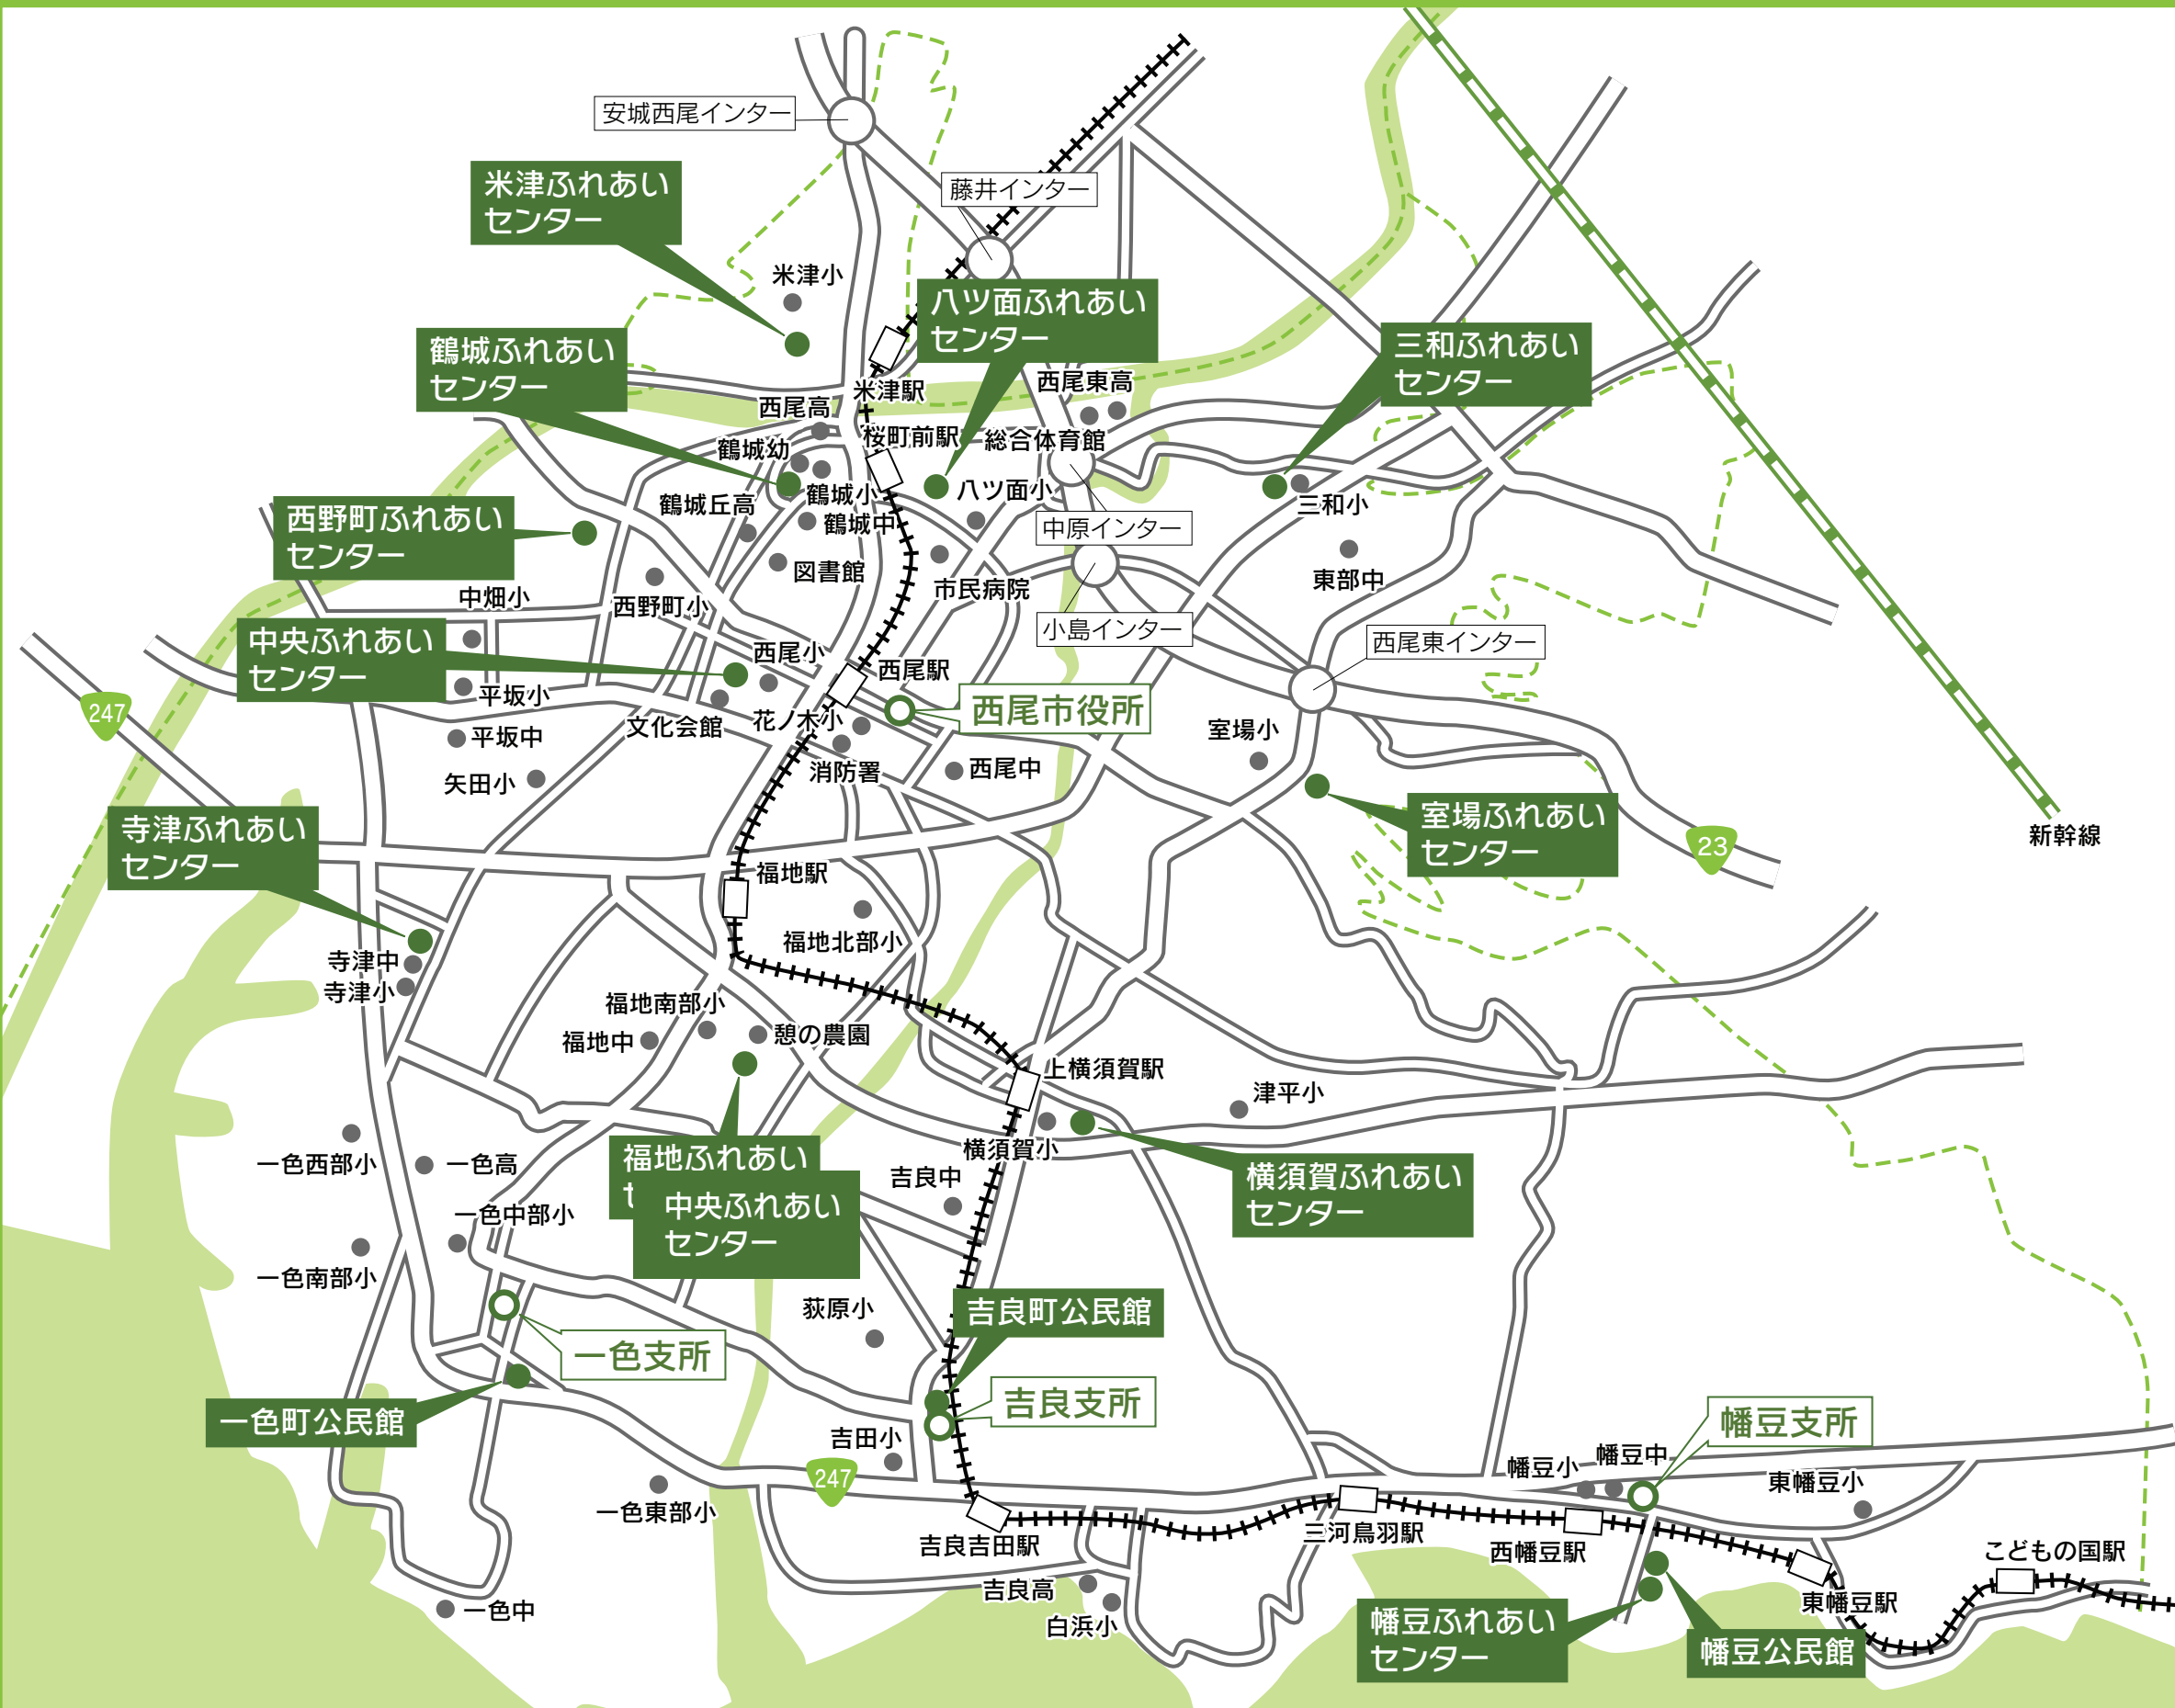 安城西尾インター
藤井インター
米津ふれあい
センター
米津小
八ツ面ふれあい
センター
鶴城ふれあい
センター
三和ふれあい
センター
米津駅
西尾東高
西尾高
桜町前駅
総合体育館
鶴城幼
鶴城小
八ツ面小
鶴城丘高
鶴城中
三和小
西野町ふれあい
センター
中原インター
図書館
市民病院
東部中
中畑小
西野町小
小島インター
西尾東インター
中央ふれあい
センター
西尾小
西尾駅
平坂小
西尾市役所
247
文化会館
花ノ木小
室場小
平坂中
消防署
西尾中
矢田小
寺津ふれあい
センター
室場ふれあい
センター
23
新幹線
福地駅
福地北部小
寺津中
寺津小
福地南部小
福地中
憩の農園
上横須賀駅
津平小
一色西部小
一色高
横須賀小
福地ふれあい
セ
吉良中
横須賀ふれあい
センター
中央ふれあい
センター
一色中部小
一色南部小
荻原小
吉良町公民館
一色支所
吉良支所
一色町公民館
幡豆支所
吉田小
247
幡豆小
幡豆中
東幡豆小
一色東部小
吉良吉田駅
三河鳥羽駅
西幡豆駅
こどもの国駅
吉良高
白浜小
一色中
東幡豆駅
幡豆ふれあい
センター
幡豆公民館